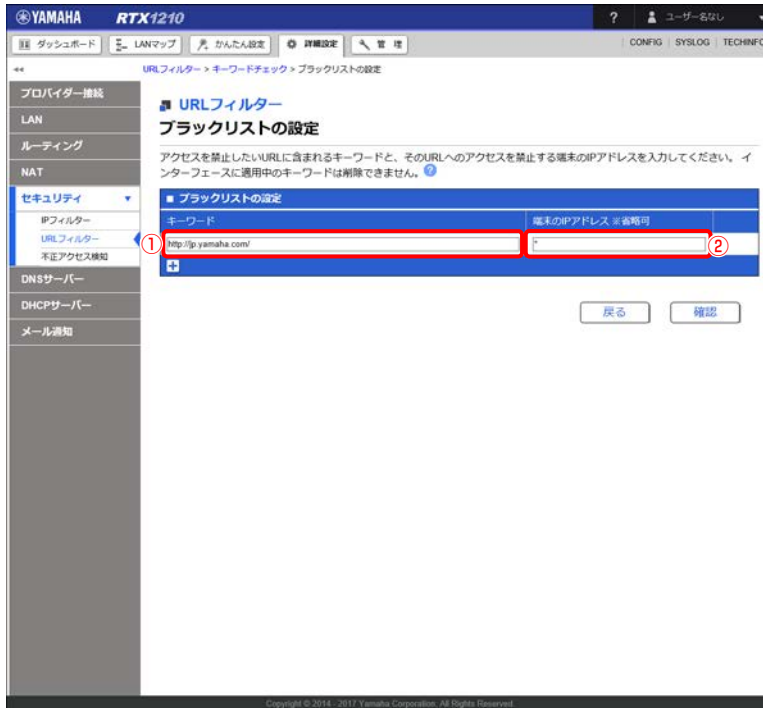 YAMAHA RTX1210 ? ユーザー名なし
ダッシュボード LANマップ かんたん設定 詳細設定 管理 CONFIG SYSLOG TECHINFO
URLフィルター > キーワードチェック > ブラックリストの設定
プロバイダー接続
LAN
ルーティング
NAT
セキュリティ
IPフィルター
URLフィルター
不正アクセス検知
DNSサーバー
DHCPサーバー
メール通知
URLフィルター
ブラックリストの設定
アクセスを禁止したいURLに含まれるキーワードと、そのURLへのアクセスを禁止する端末のIPアドレスを入力してください。 イ
ンターフェースに適用中のキーワードは削除できません。 ?
■ ブラックリストの設定
キーワード 端末のIPアドレス ※省略可
① http://jp.yamaha.com/ * ②
+
戻る 確認
Copyright © 2014 - 2017 Yamaha Corporation. All Rights Reserved.